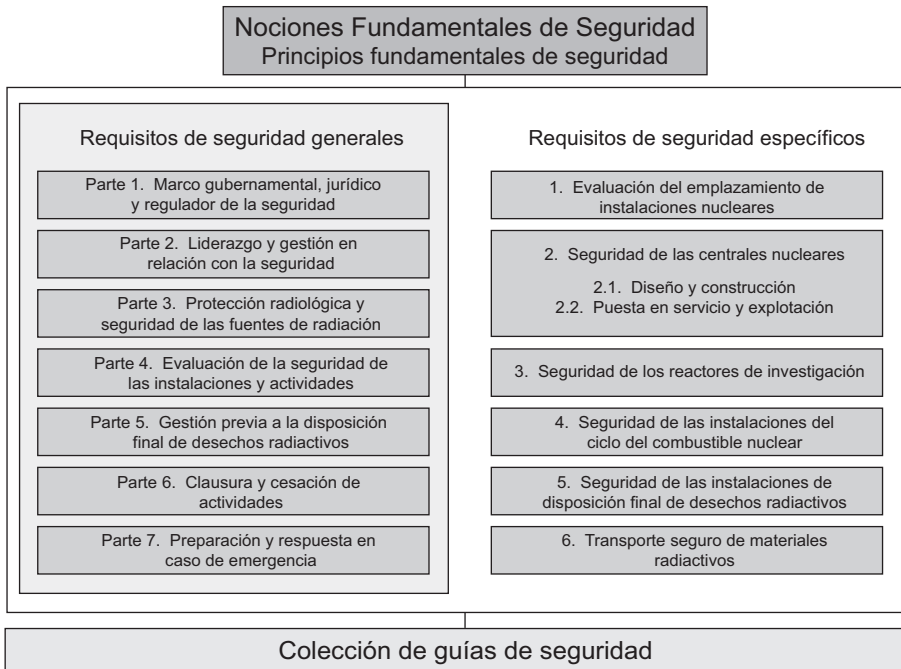 Nociones Fundamentales de Seguridad
Principios fundamentales de seguridad
Requisitos de seguridad generales
Parte 1. Marco gubernamental, jurídico
y regulador de la seguridad
Parte 2. Liderazgo y gestión en
relación con la seguridad
Parte 3. Protección radiológica y
seguridad de las fuentes de radiación
Parte 4. Evaluación de la seguridad de
las instalaciones y actividades
Parte 5. Gestión previa a la disposición
final de desechos radiactivos
Parte 6. Clausura y cesación de
actividades
Parte 7. Preparación y respuesta en
caso de emergencia
Requisitos de seguridad específicos
1. Evaluación del emplazamiento de
instalaciones nucleares
2. Seguridad de las centrales nucleares
2.1. Diseño y construcción
2.2. Puesta en servicio y explotación
3. Seguridad de los reactores de investigación
4. Seguridad de las instalaciones del
ciclo del combustible nuclear
5. Seguridad de las instalaciones de
disposición final de desechos radiactivos
6. Transporte seguro de materiales
radiactivos
Colección de guías de seguridad